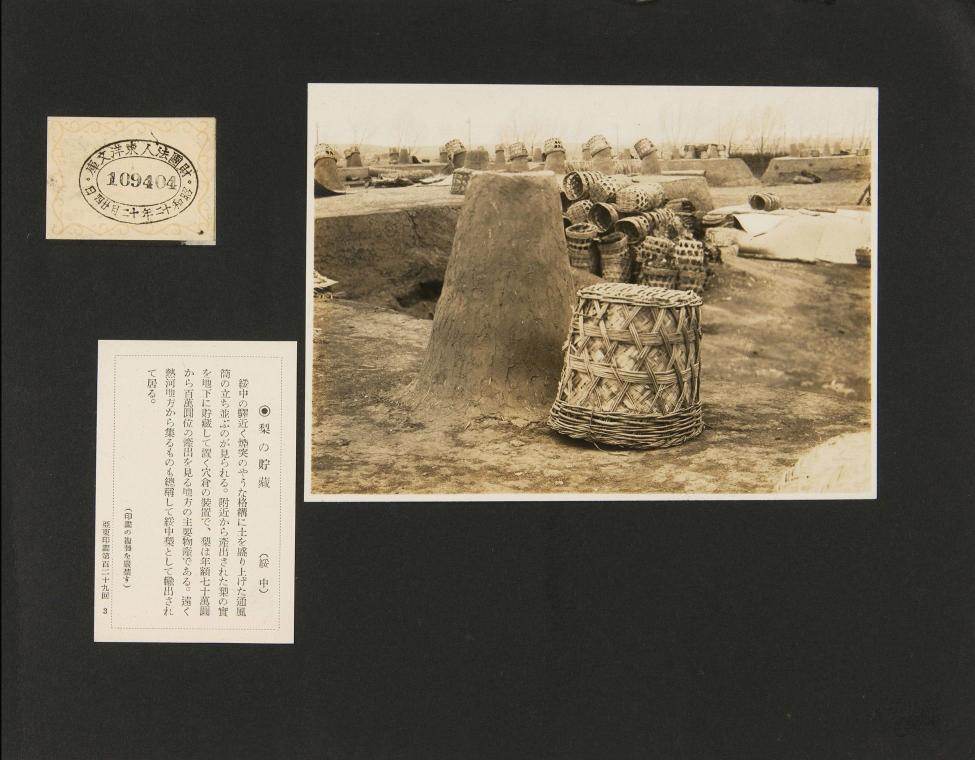 財團法人東洋文庫
109404
昭和十二年十二月廿四日
◉梨の貯藏　（綏中）
綏中の驛近く煙突のやうな格構に土を盛り上げた通風
筒の立ち並ぶのが見られる。附近から產出された梨の實
を地下に貯藏して置く穴倉の裝置で、梨は年額七十萬圓
から百萬圓位の產出を見る地方の主要物產である。遠く
熱河地方から集るものも總稱して綏中梨として輸出され
て居る。
（印畫の複製を嚴禁す）
亞東印畫第百二十九回　3